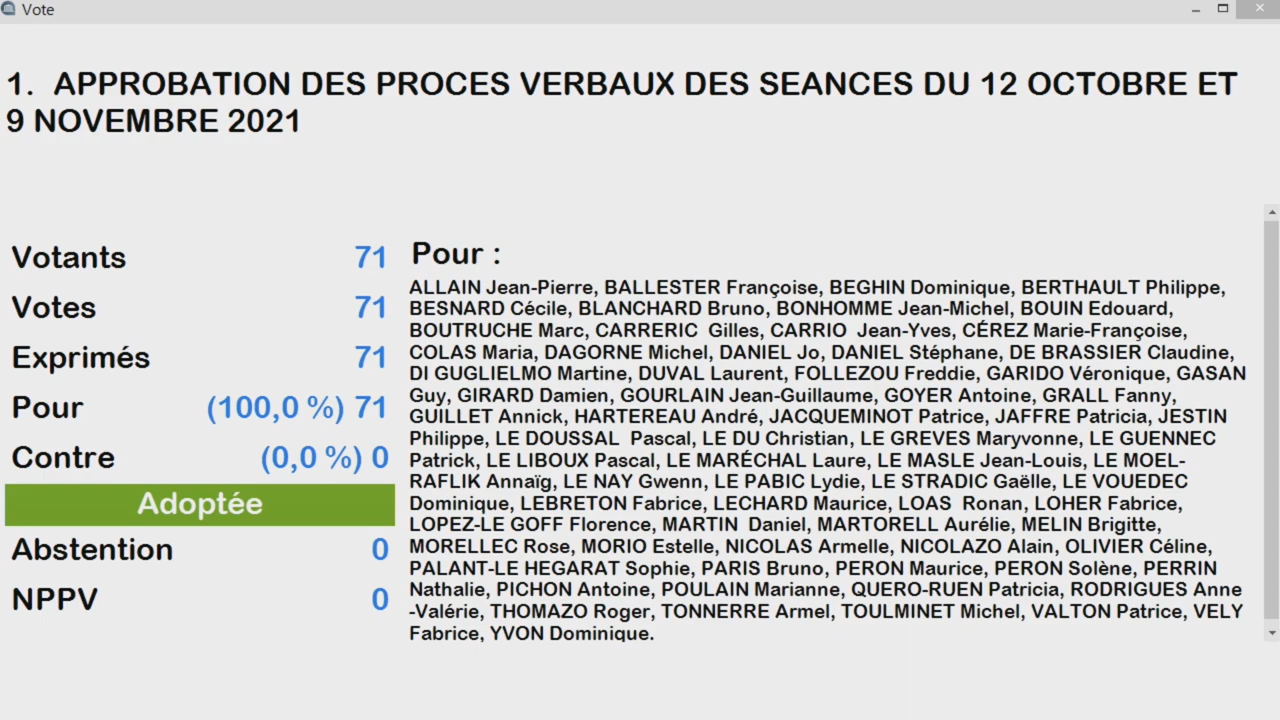 Vote
1. APPROBATION DES PROCES VERBAUX DES SEANCES DU 12 OCTOBRE ET
9 NOVEMBRE 2021
Votants 71
Votes 71
Exprimés 71
Pour (100,0 %) 71
Contre (0,0 %) 0
Adoptée
Abstention 0
NPPV 0
Pour :
ALLAIN Jean-Pierre, BALLESTER Françoise, BEGHIN Dominique, BERTHAULT Philippe,
BESNARD Cécile, BLANCHARD Bruno, BONHOMME Jean-Michel, BOUIN Edouard,
BOUTRUCHE Marc, CARRERIC  Gilles, CARRIO  Jean-Yves, CÉREZ Marie-Françoise,
COLAS Maria, DAGORNE Michel, DANIEL Jo, DANIEL Stéphane, DE BRASSIER Claudine,
DI GUGLIELMO Martine, DUVAL Laurent, FOLLEZOU Freddie, GARIDO Véronique, GASAN
Guy, GIRARD Damien, GOURLAIN Jean-Guillaume, GOYER Antoine, GRALL Fanny,
GUILLET Annick, HARTEREAU André, JACQUEMINOT Patrice, JAFFRE Patricia, JESTIN
Philippe, LE DOUSSAL  Pascal, LE DU Christian, LE GREVES Maryvonne, LE GUENNEC
Patrick, LE LIBOUX Pascal, LE MARÉCHAL Laure, LE MASLE Jean-Louis, LE MOEL-
RAFLIK Annaïg, LE NAY Gwenn, LE PABIC Lydie, LE STRADIC Gaëlle, LE VOUEDEC
Dominique, LEBRETON Fabrice, LECHARD Maurice, LOAS  Ronan, LOHER Fabrice,
LOPEZ-LE GOFF Florence, MARTIN  Daniel, MARTORELL Aurélie, MELIN Brigitte,
MORELLEC Rose, MORIO Estelle, NICOLAS Armelle, NICOLAZO Alain, OLIVIER Céline,
PALANT-LE HEGARAT Sophie, PARIS Bruno, PERON Maurice, PERON Solène, PERRIN
Nathalie, PICHON Antoine, POULAIN Marianne, QUERO-RUEN Patricia, RODRIGUES Anne
-Valérie, THOMAZO Roger, TONNERRE Armel, TOULMINET Michel, VALTON Patrice, VELY
Fabrice, YVON Dominique.